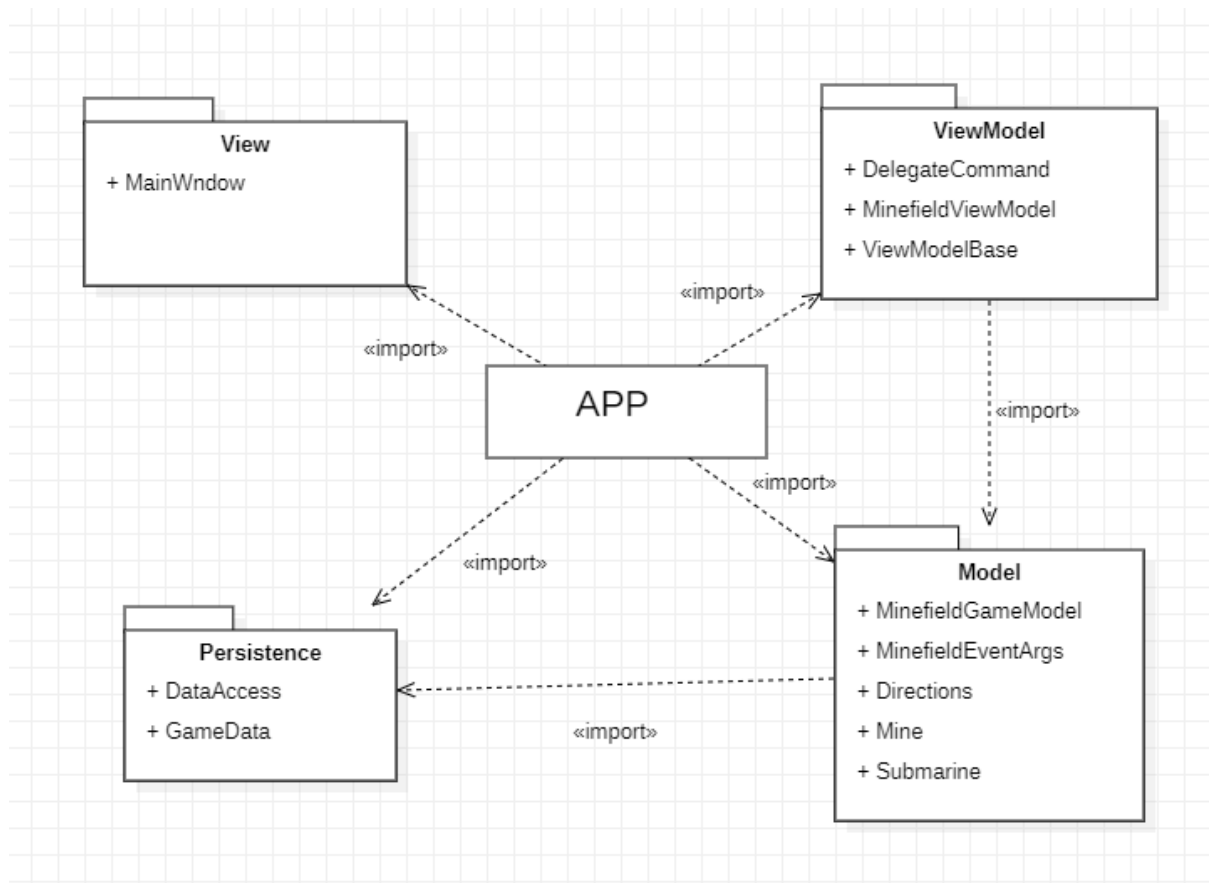 View
+ MainWndow
ViewModel
+ DelegateCommand
+ MinefieldViewModel
+ ViewModelBase
«import»
«import»
APP
«import»
«import»
«import»
Persistence
+ DataAccess
+ GameData
«import»
Model
+ MinefieldGameModel
+ MinefieldEventArgs
+ Directions
+ Mine
+ Submarine